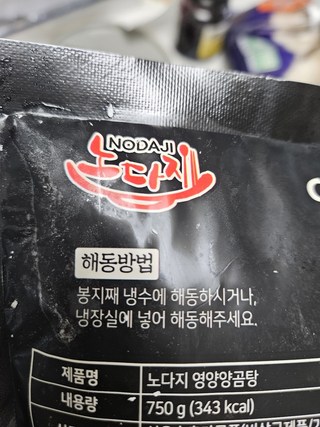 NODAJI
노다지
해동방법
봉지째 냉수에 해동하시거나,
냉장실에 넣어 해동해주세요.
제품명 노다지 영양양곰탕
내용량 750 g (343 kcal)